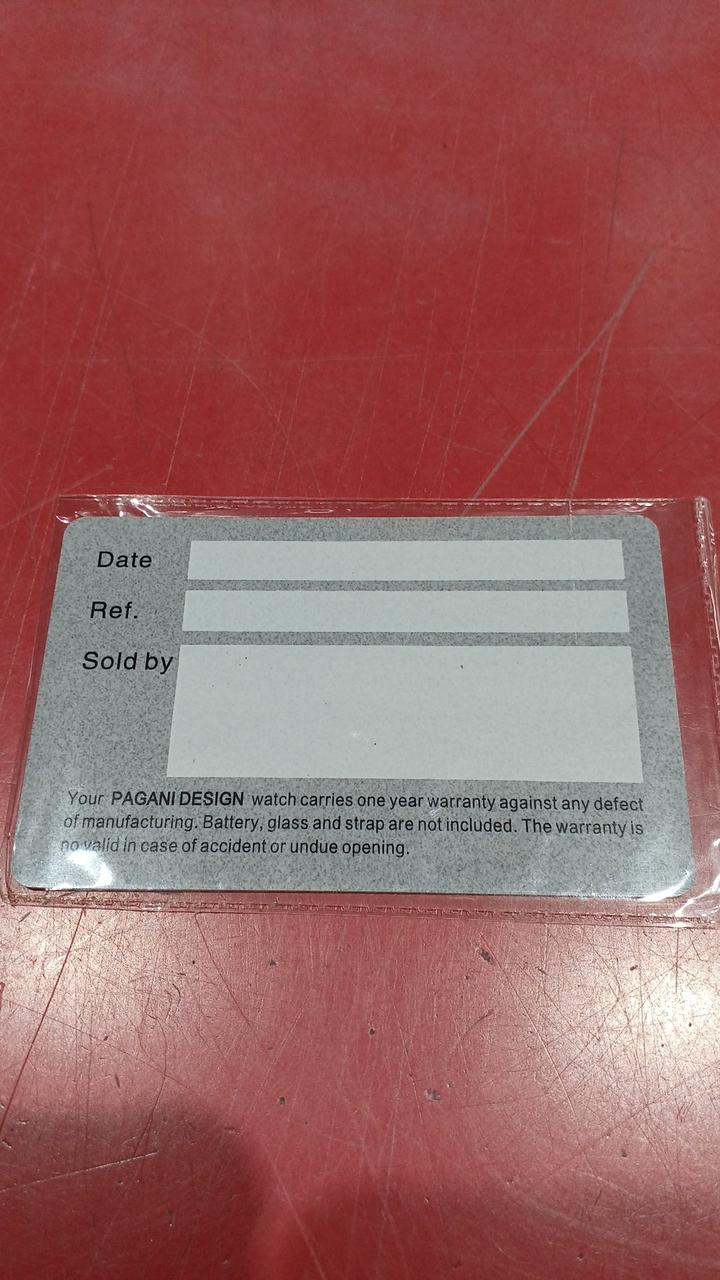 Date
Ref.
Sold by
Your PAGANI DESIGN watch carries one year warranty against any defect
of manufacturing. Battery, glass and strap are not included. The warranty is
no valid in case of accident or undue opening.